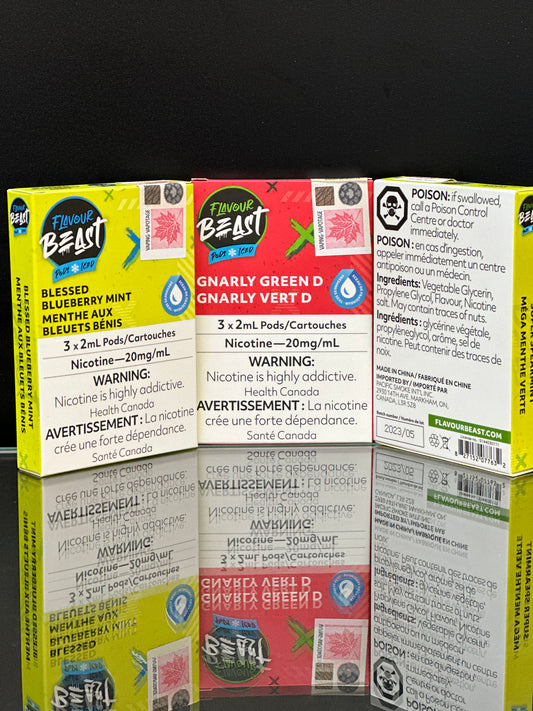 FLAVOUR
BEAST
PODS ICED
VAPING·VAPOTAGE
BLESSED
BLUEBERRY MINT
MENTHE AUX
BLEUETS BÉNIS
3 x 2mL Pods/Cartouches
Nicotine—20mg/mL
WARNING:
Nicotine is highly addictive.
Health Canada
AVERTISSEMENT : La nicotine
crée une forte dépendance.
Santé Canada
BLESSED BLUEBERRY MINT
MENTHE AUX BLEUETS BÉNIS
FLAVOUR
BEAST
PODS ICED
VAPING·VAPOTAGE
GNARLY GREEN D
GNARLY VERT D
3 x 2mL Pods/Cartouches
Nicotine—20mg/mL
WARNING:
Nicotine is highly addictive.
Health Canada
AVERTISSEMENT : La nicotine
crée une forte dépendance.
Santé Canada
POISON: if swallowed,
call a Poison Control
Centre or doctor
immediately.
POISON : en cas d'ingestion,
appeler immédiatement un centre
antipoison ou un médecin.
Ingredients: Vegetable Glycerin,
Propylene Glycol, Flavour, Nicotine
salt. May contain traces of nuts.
Ingrédients : glycérine végétale,
propylèneglycol, arôme, sel de
nicotine. Peut contenir des traces de
noix.
MADE IN CHINA / FABRIQUÉ EN CHINE
IMPORTED BY / IMPORTÉ PAR
PACIFIC SMOKE INT'L INC.
2930 14TH AVE. MARKHAM, ON,
CANADA, L3R 5Z8
2023/05
FLAVOURBEAST.COM
MÉGA MENTHE VERTE